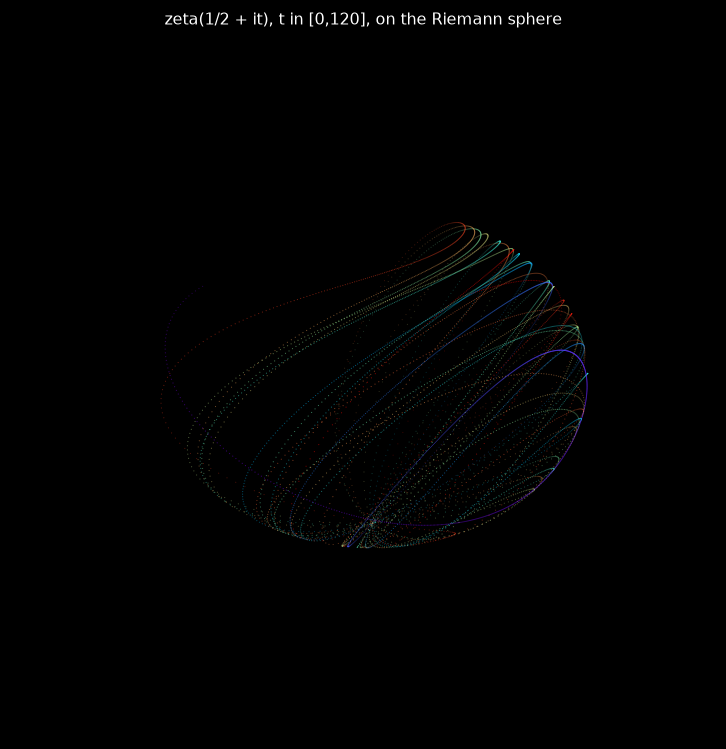 zeta(1/2 + it), t in [0,120], on the Riemann sphere